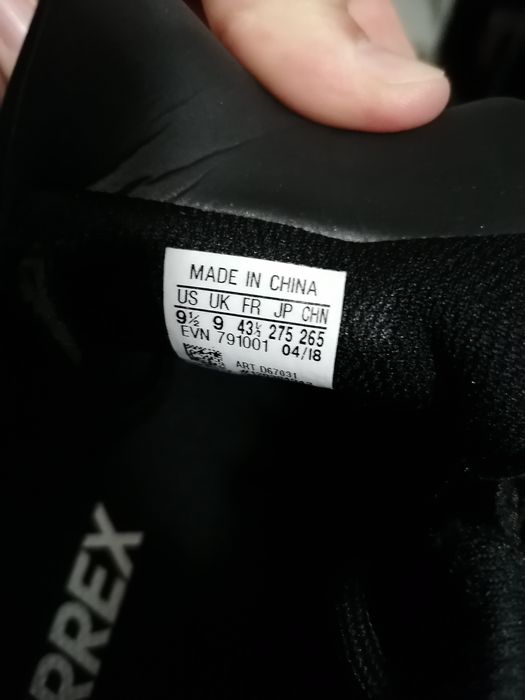 MADE IN CHINA
US UK FR JP CHN
9½ 9 43⅓ 275 265
EVN 791001 04/18
ART D67031
RREX